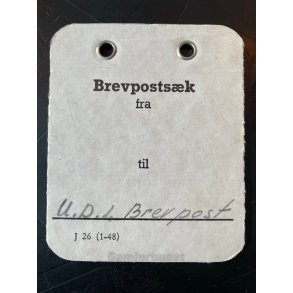 Brevpostsæk
fra
til
U.D.L. Brevpost
J 26 (1-48)